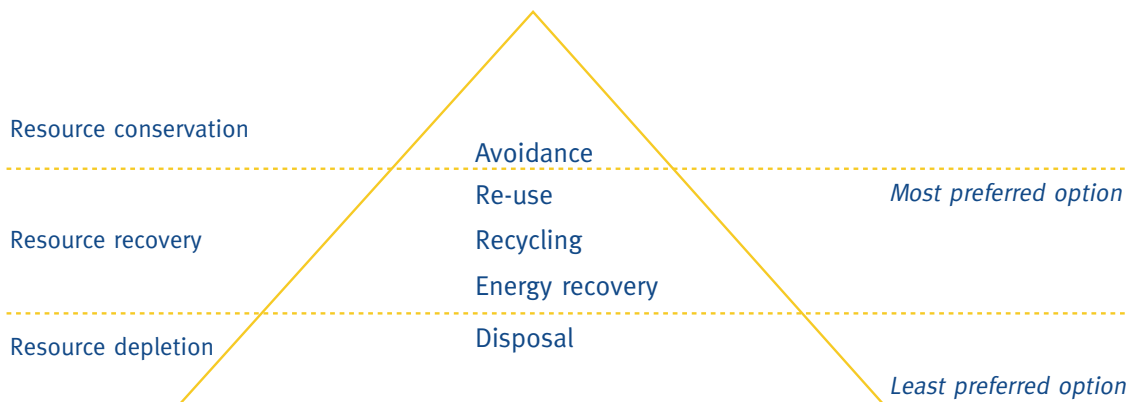 Resource conservation
Avoidance
Re-use
Most preferred option
Resource recovery
Recycling
Energy recovery
Disposal
Resource depletion
Least preferred option